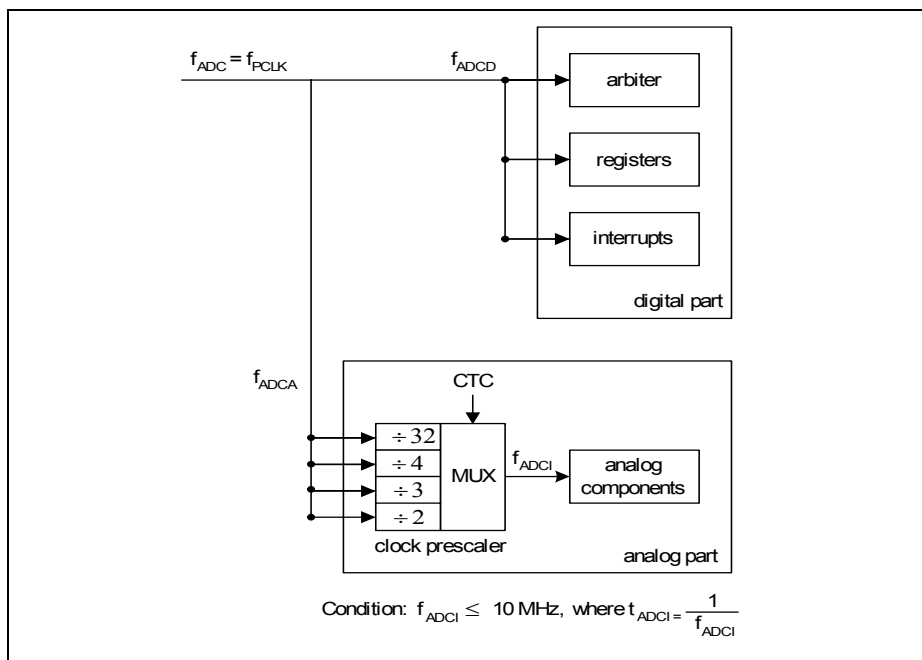 fADC = fPCLK
fADCD
arbiter
registers
interrupts
digital part
fADCA
CTC
÷ 32
÷ 4
÷ 3
÷ 2
MUX
fADCI
analog
components
clock prescaler
analog part
Condition: fADCI ≤ 10 MHz, where tADCI = 1/fADCI